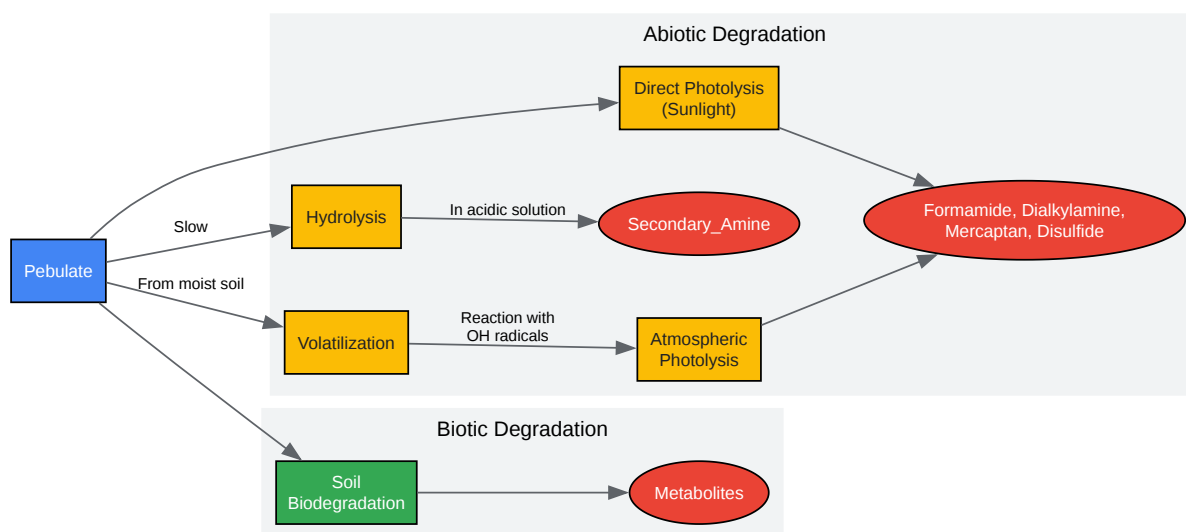 Abiotic Degradation
Direct Photolysis
(Sunlight)
Slow
Hydrolysis
In acidic solution
Secondary_Amine
Formamide, Dialkylamine,
Mercaptan, Disulfide
Pebulate
From moist soil
Volatilization
Reaction with
OH radicals
Atmospheric
Photolysis
Biotic Degradation
Soil
Biodegradation
Metabolites